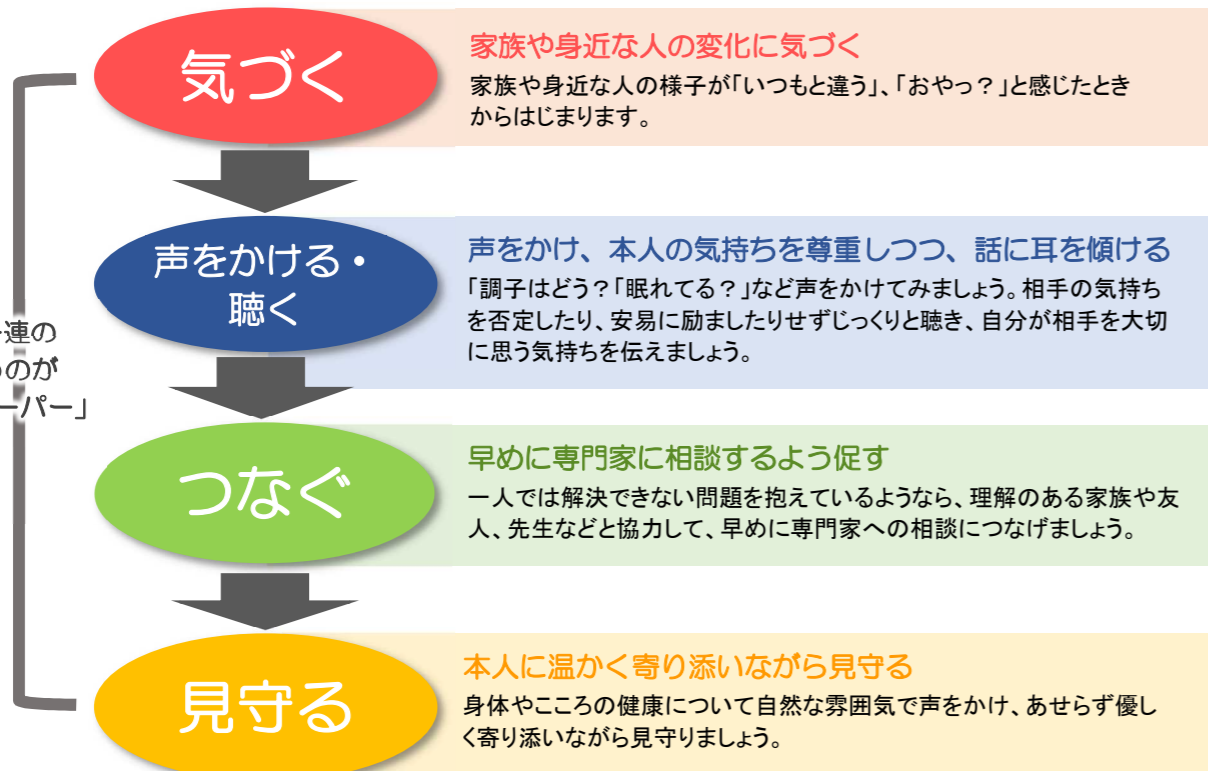 気づく
家族や身近な人の変化に気づく
家族や身近な人の様子が「いつもと違う」、「おやっ？」と感じたとき
からはじまります。
声をかける・
聴く
声をかけ、本人の気持ちを尊重しつつ、話に耳を傾ける
「調子はどう？「眠れてる？」など声をかけてみましょう。相手の気持ち
を否定したり、安易に励ましたりせずじっくりと聴き、自分が相手を大切
に思う気持ちを伝えましょう。
連の
のが
ーパー」
つなぐ
早めに専門家に相談するよう促す
一人では解決できない問題を抱えているようなら、理解のある家族や友
人、先生などと協力して、早めに専門家への相談につなげましょう。
見守る
本人に温かく寄り添いながら見守る
身体やこころの健康について自然な雰囲気で声をかけ、あせらず優し
く寄り添いながら見守りましょう。